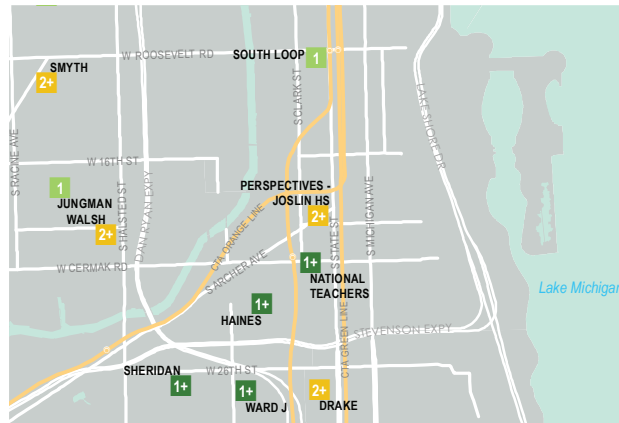 W ROOSEVELT RD
SOUTH LOOP
1
SMYTH
2+
S CLARK ST
LAKE SHORE DR
S RACINE AVE
W 16TH ST
1
JUNGMAN
WALSH
2+
S HALSTED ST
DAN RYAN EXPY
PERSPECTIVES -
JOSLIN HS
2+
CTA ORANGE LINE
S ARCHER AVE
S STATE ST
S MICHIGAN AVE
W CERMAK RD
1+
NATIONAL
TEACHERS
Lake Michigan
1+
HAINES
CTA GREEN LINE
STEVENSON EXPY
SHERIDAN
1+
W 26TH ST
1+
WARD J
2+
DRAKE